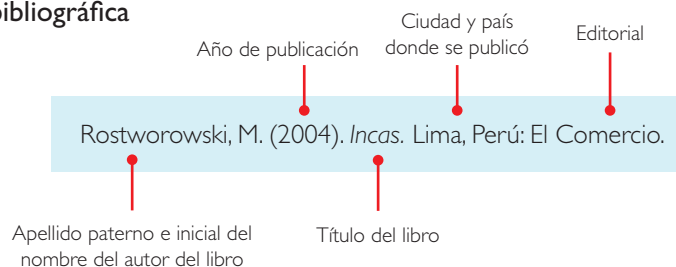 bibliográfica
Ciudad y país
donde se publicó
Año de publicación
Editorial
Rostworowski, M. (2004). Incas. Lima, Perú: El Comercio.
Apellido paterno e inicial del
nombre del autor del libro
Título del libro